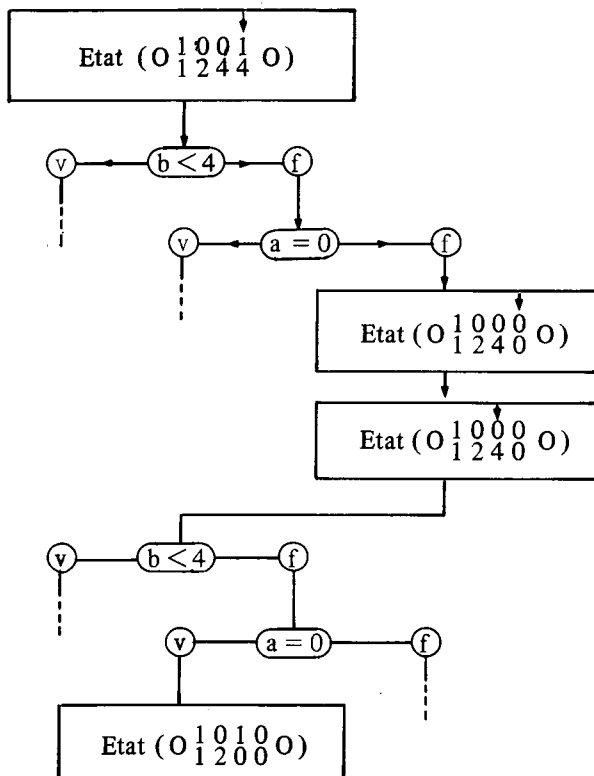 Etat (O 1 0 0 1 O)
1 2 4 4
v b < 4 f
v a = 0 f
Etat (O 1 0 0 0 O)
1 2 4 0
Etat (O 1 0 0 0 O)
1 2 4 0
v b < 4 f
v a = 0 f
Etat (O 1 0 1 0 O)
1 2 0 0